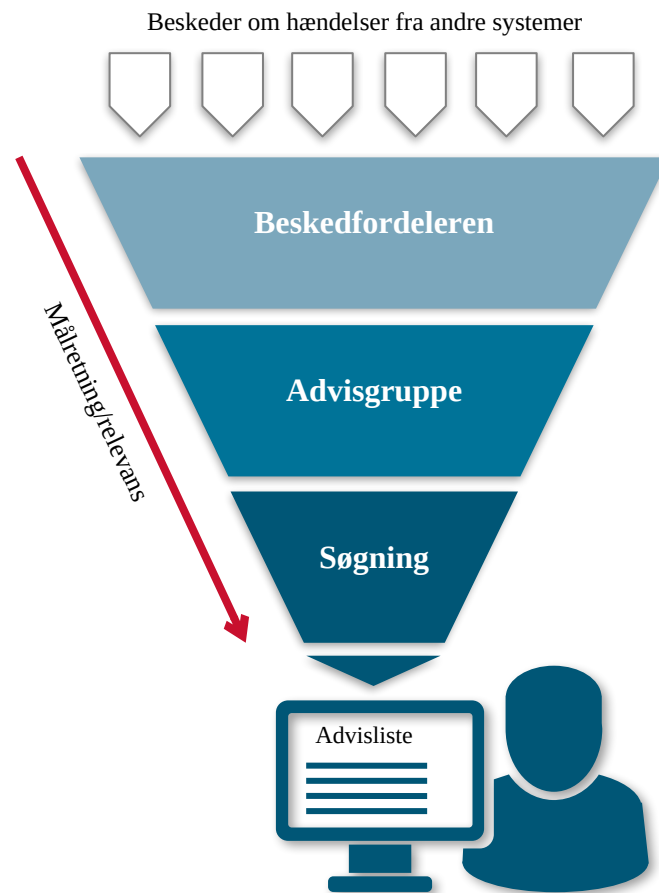 Beskeder om hændelser fra andre systemer
Beskedfordeleren
Målretning/relevans
Advisgruppe
Søgning
Advisliste